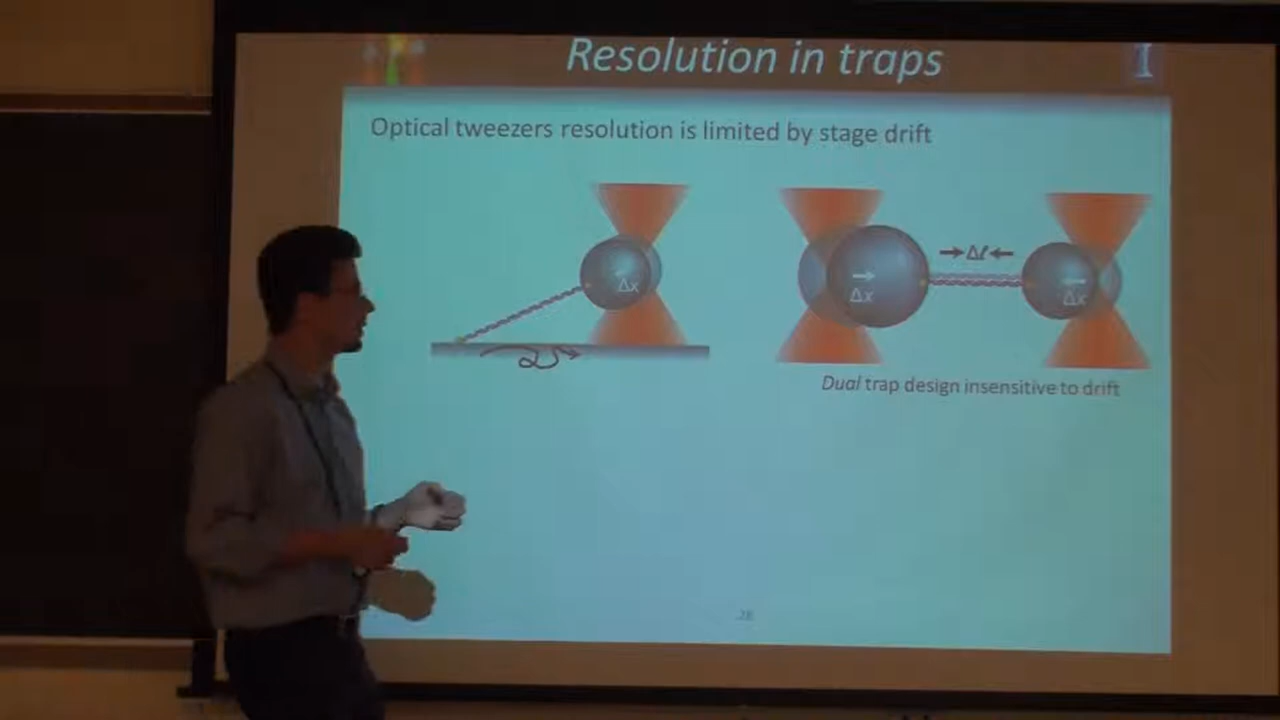 Resolution in traps
I
Optical tweezers resolution is limited by stage drift
Δx
→Δℓ←
Δx
Δx
Dual trap design insensitive to drift
28